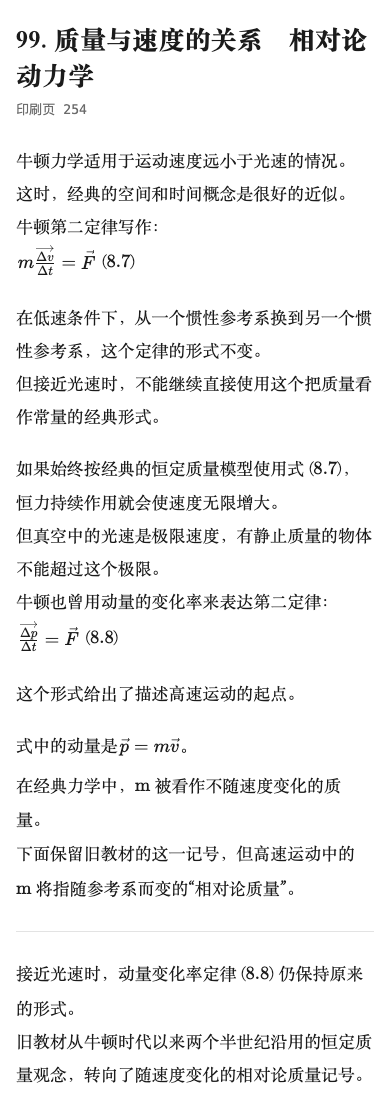 99. 质量与速度的关系　相对论
动力学
印刷页 254
牛顿力学适用于运动速度远小于光速的情况。
这时，经典的空间和时间概念是很好的近似。
牛顿第二定律写作：
$m\frac{\overrightarrow{\Delta v}}{\Delta t} = \vec{F}$ (8.7)
在低速条件下，从一个惯性参考系换到另一个惯
性参考系，这个定律的形式不变。
但接近光速时，不能继续直接使用这个把质量看
作常量的经典形式。
如果始终按经典的恒定质量模型使用式 (8.7)，
恒力持续作用就会使速度无限增大。
但真空中的光速是极限速度，有静止质量的物体
不能超过这个极限。
牛顿也曾用动量的变化率来表达第二定律：
$\frac{\overrightarrow{\Delta p}}{\Delta t} = \vec{F}$ (8.8)
这个形式给出了描述高速运动的起点。
式中的动量是$\vec{p} = m\vec{v}$。
在经典力学中，m 被看作不随速度变化的质
量。
下面保留旧教材的这一记号，但高速运动中的
m 将指随参考系而变的“相对论质量”。
接近光速时，动量变化率定律 (8.8) 仍保持原来
的形式。
旧教材从牛顿时代以来两个半世纪沿用的恒定质
量观念，转向了随速度变化的相对论质量记号。